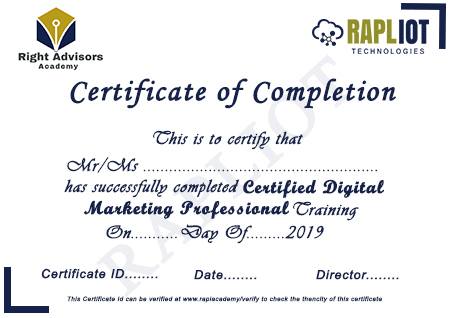 Right Advisors
Academy
RAPLIOT
TECHNOLOGIES
Certificate of Completion
This is to certify that
Mr/Ms ................................................
has successfully completed Certified Digital
Marketing Professional Training
On...........Day Of.........2019
RAPLIOT
Certificate ID........ Date........ Director........
This Certificate id can be verified at www.raplacademy/verify to check the thencity of this certificate